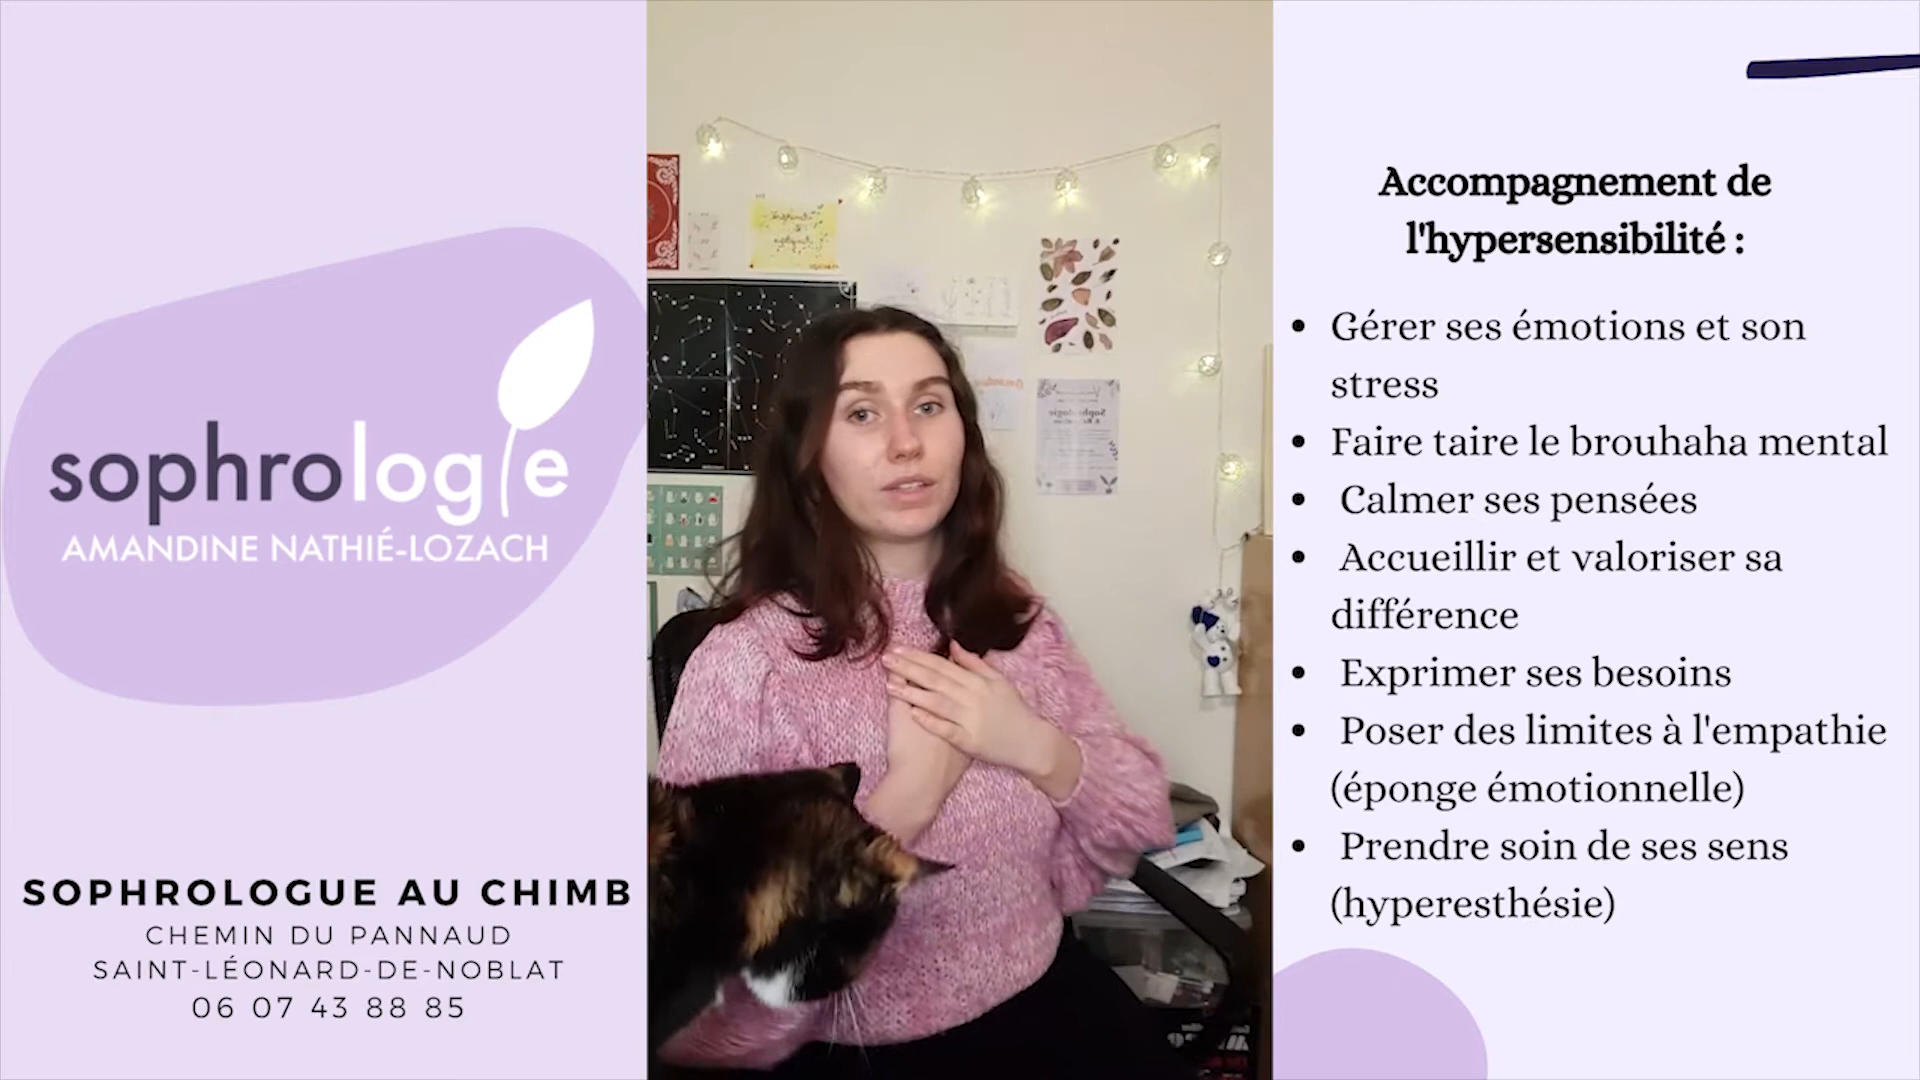 sophrologie
AMANDINE NATHIÉ-LOZACH
SOPHROLOGUE AU CHIMB
CHEMIN DU PANNAUD
SAINT-LÉONARD-DE-NOBLAT
06 07 43 88 85
Sophrologie
Accompagnement de
l'hypersensibilité :
• Gérer ses émotions et son
stress
• Faire taire le brouhaha mental
• Calmer ses pensées
• Accueillir et valoriser sa
différence
• Exprimer ses besoins
• Poser des limites à l'empathie
(éponge émotionnelle)
• Prendre soin de ses sens
(hyperesthésie)